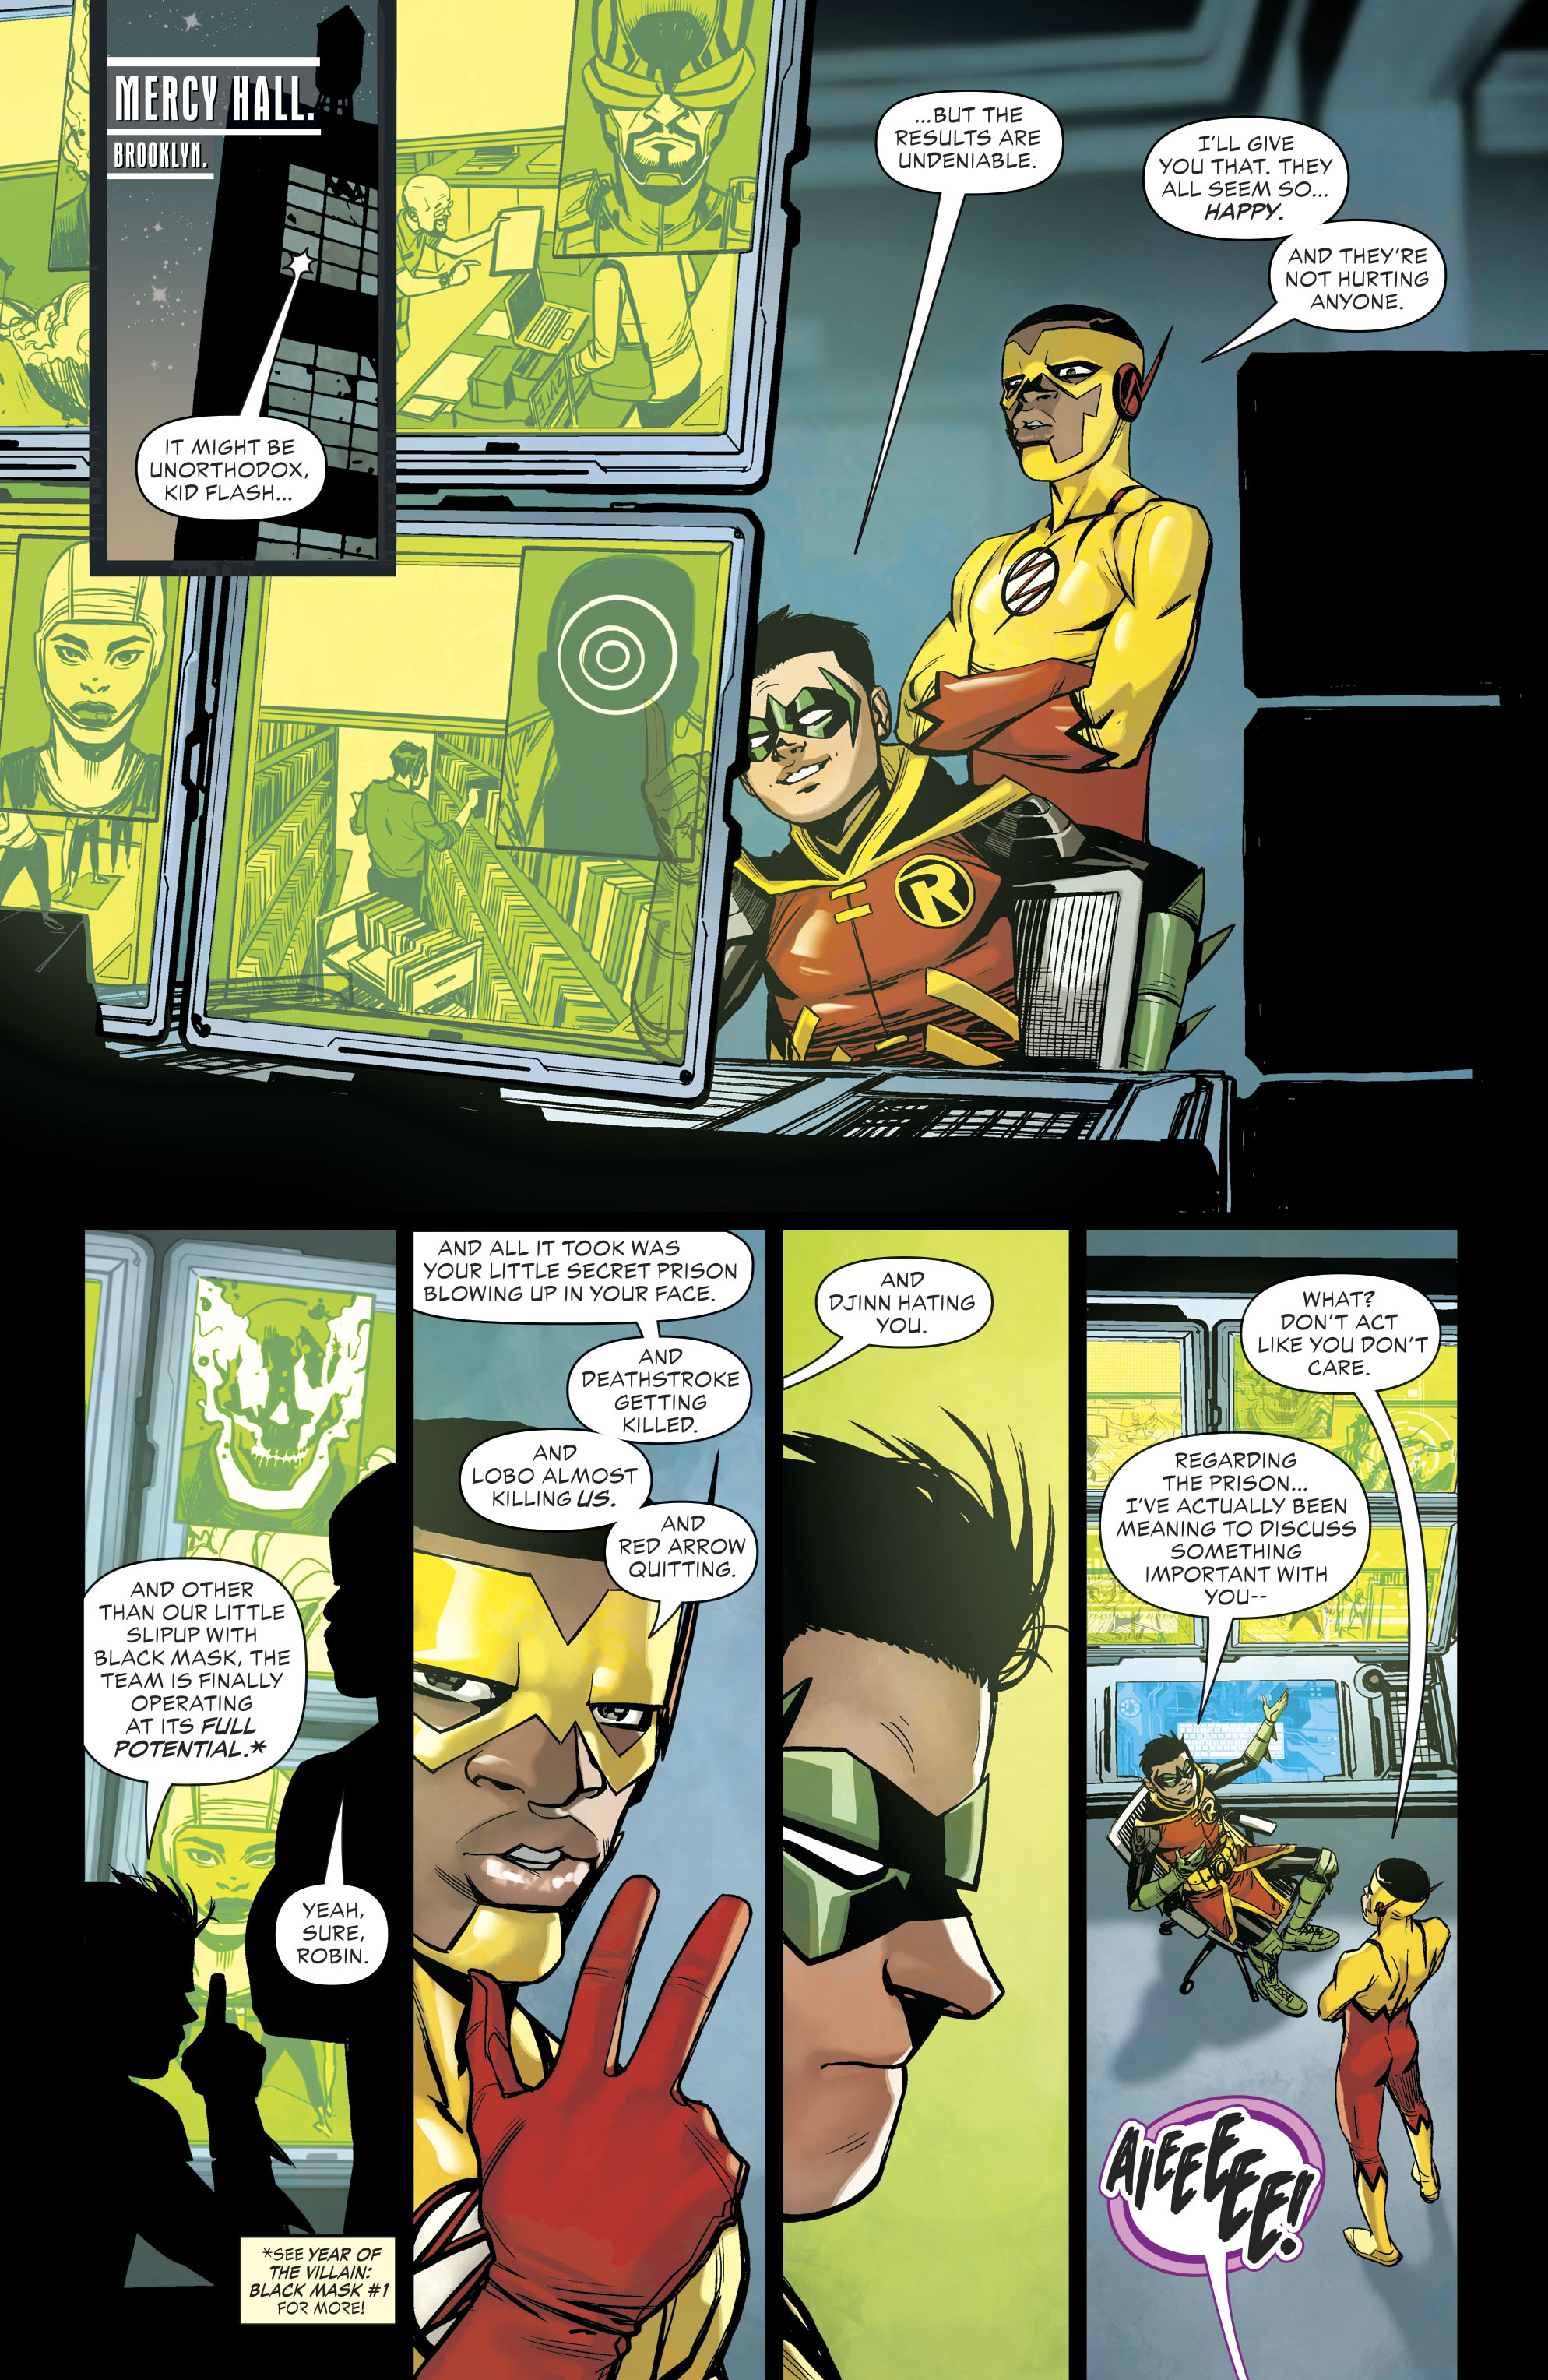 MERCY HALL.
BROOKLYN.
IT MIGHT BE
UNORTHODOX,
KID FLASH...
...BUT THE
RESULTS ARE
UNDENIABLE.
I'LL GIVE
YOU THAT. THEY
ALL SEEM SO...
HAPPY.
AND THEY'RE
NOT HURTING
ANYONE.
R
AND OTHER
THAN OUR LITTLE
SLIPUP WITH
BLACK MASK, THE
TEAM IS FINALLY
OPERATING
AT ITS FULL
POTENTIAL.*
YEAH,
SURE,
ROBIN.
*SEE YEAR OF
THE VILLAIN:
BLACK MASK #1
FOR MORE!
AND ALL IT TOOK WAS
YOUR LITTLE SECRET PRISON
BLOWING UP IN YOUR FACE.
AND
DEATHSTROKE
GETTING
KILLED.
AND
LOBO ALMOST
KILLING US.
AND
RED ARROW
QUITTING.
AND
DJINN HATING
YOU.
WHAT?
DON'T ACT
LIKE YOU DON'T
CARE.
REGARDING
THE PRISON...
I'VE ACTUALLY BEEN
MEANING TO DISCUSS
SOMETHING
IMPORTANT WITH
YOU--
AIEEEEEE!